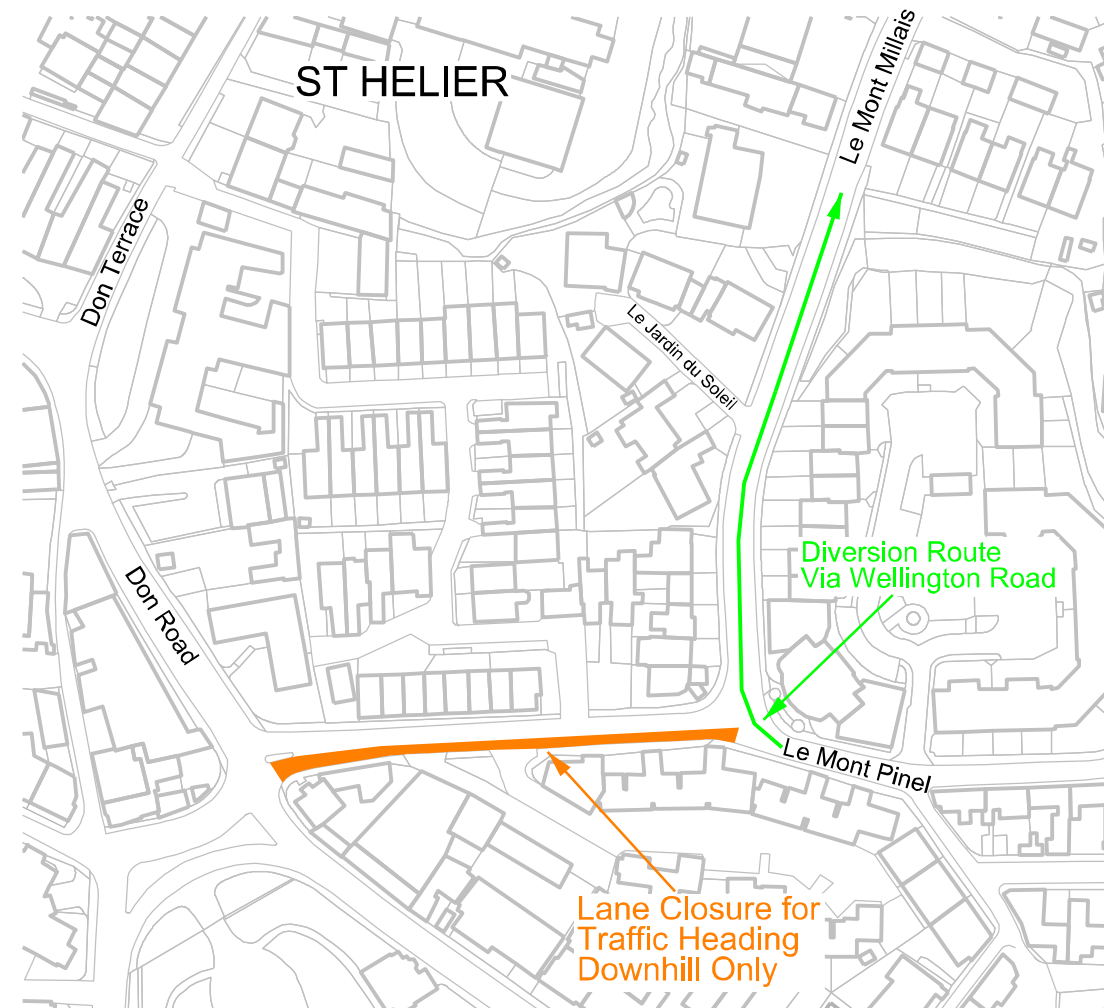 ST HELIER
Le Mont Millais
Don Terrace
Le Jardin du Soleil
Diversion Route
Via Wellington Road
Don Road
Le Mont Pinel
Lane Closure for
Traffic Heading
Downhill Only